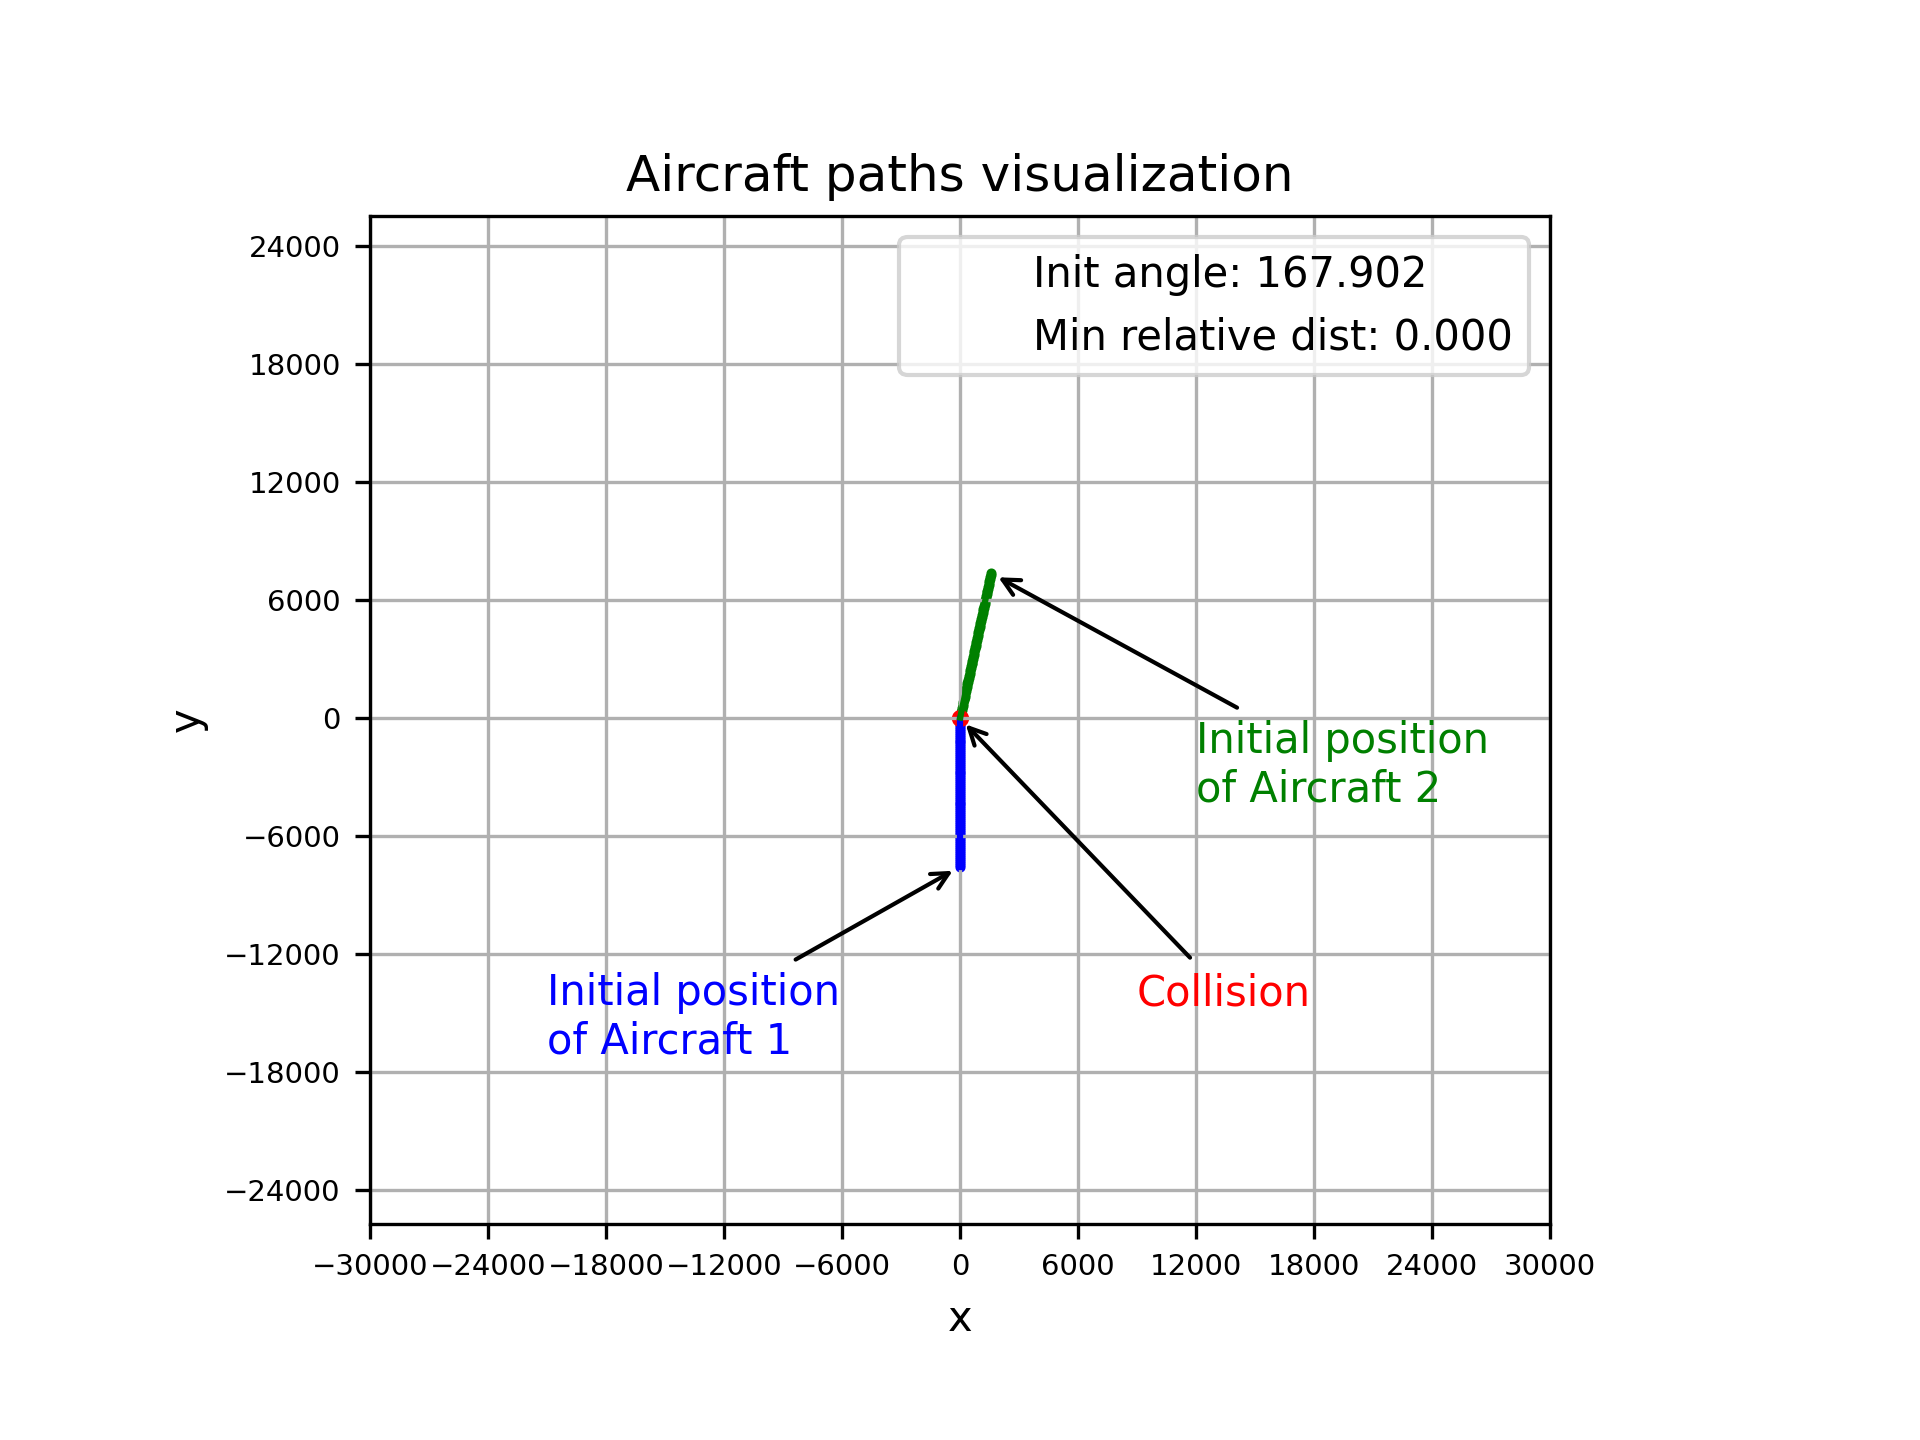 Aircraft paths visualization
24000
18000
12000
6000
0
−6000
−12000
−18000
−24000
y
Init angle: 167.902
Min relative dist: 0.000
Initial position
of Aircraft 2
Initial position
of Aircraft 1
Collision
−30000 −24000 −18000 −12000 −6000 0 6000 12000 18000 24000 30000
x